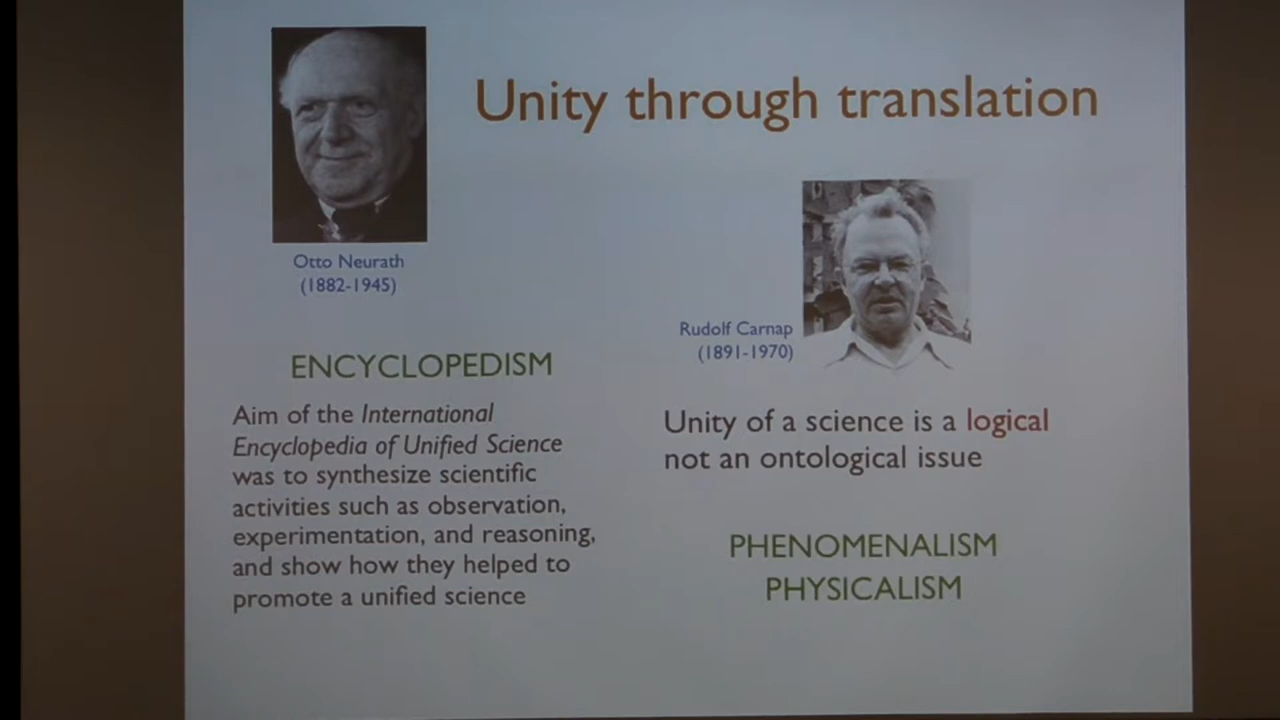 Unity through translation
Otto Neurath
(1882-1945)
ENCYCLOPEDISM
Aim of the International
Encyclopedia of Unified Science
was to synthesize scientific
activities such as observation,
experimentation, and reasoning,
and show how they helped to
promote a unified science
Rudolf Carnap
(1891-1970)
Unity of a science is a logical
not an ontological issue
PHENOMENALISM
PHYSICALISM